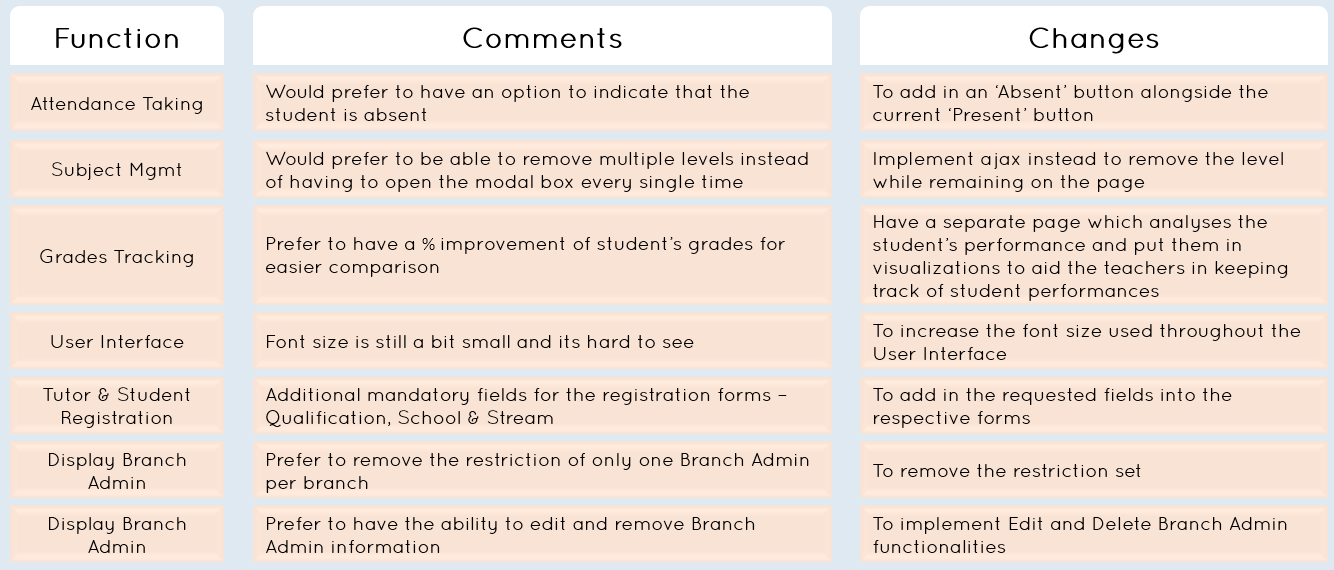 Function
Comments
Changes
Attendance Taking
Would prefer to have an option to indicate that the
student is absent
To add in an ‘Absent’ button alongside the
current ‘Present’ button
Subject Mgmt
Would prefer to be able to remove multiple levels instead
of having to open the modal box every single time
Implement ajax instead to remove the level
while remaining on the page
Grades Tracking
Prefer to have a % improvement of student’s grades for
easier comparison
Have a separate page which analyses the
student’s performance and put them in
visualizations to aid the teachers in keeping
track of student performances
User Interface
Font size is still a bit small and its hard to see
To increase the font size used throughout the
User Interface
Tutor & Student
Registration
Additional mandatory fields for the registration forms –
Qualification, School & Stream
To add in the requested fields into the
respective forms
Display Branch
Admin
Prefer to remove the restriction of only one Branch Admin
per branch
To remove the restriction set
Display Branch
Admin
Prefer to have the ability to edit and remove Branch
Admin information
To implement Edit and Delete Branch Admin
functionalities